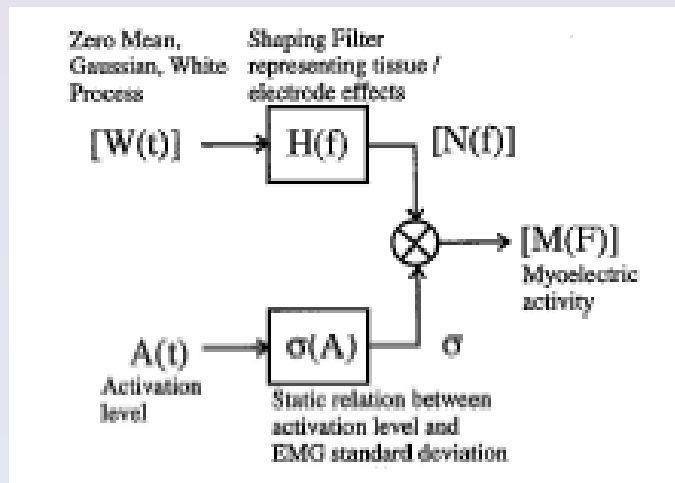 Zero Mean,
Gaussian, White
Process
Shaping Filter
representing tissue /
electrode effects
[W(t)]
H(f)
[N(f)]
[M(F)]
Myoelectric
activity
A(t)
Activation
level
σ(A)
σ
Static relation between
activation level and
EMG standard deviation